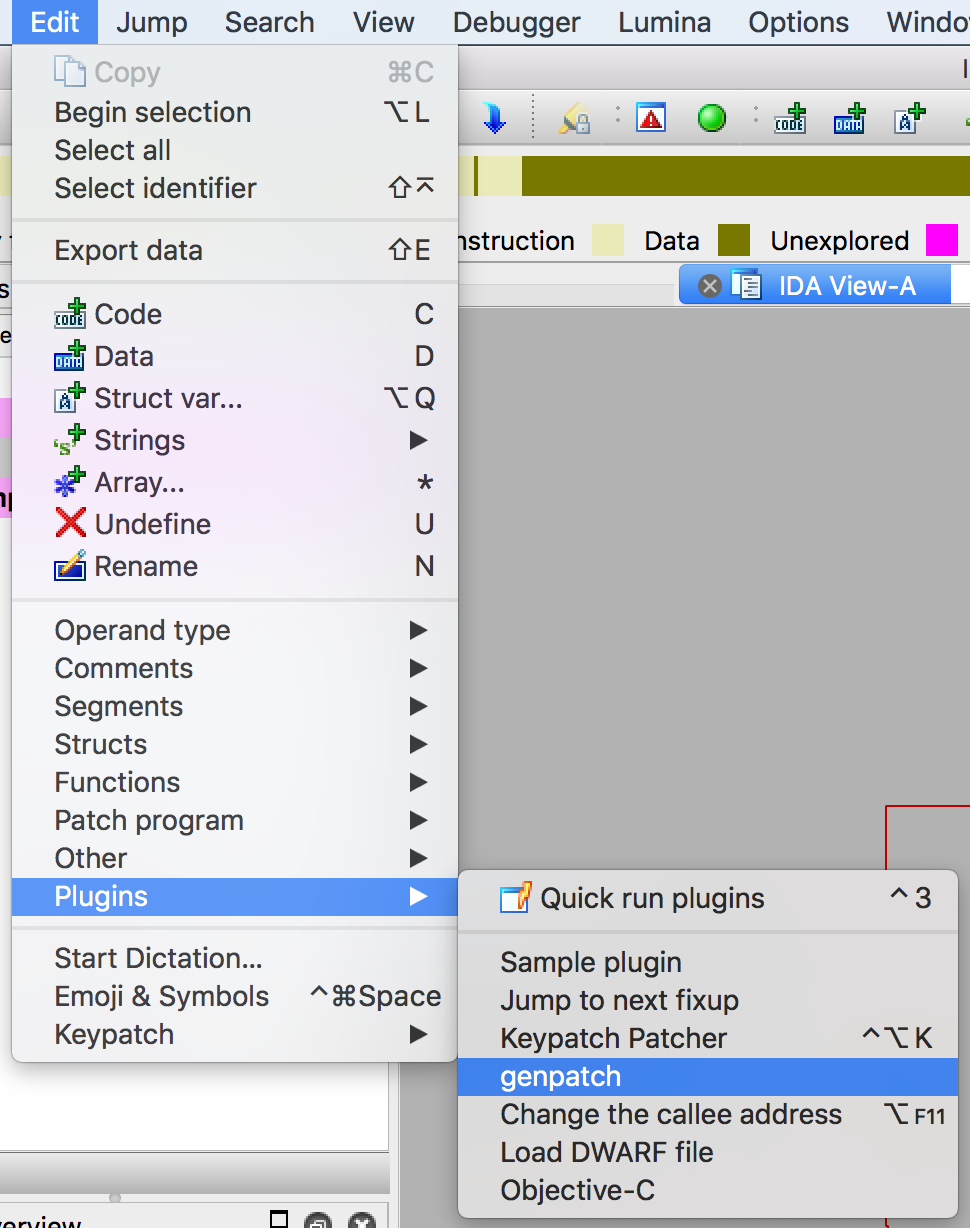 Edit Jump Search View Debugger Lumina Options Windo
Copy ⌘C
Begin selection ⌥L
Select all
Select identifier ⇧⌅
Export data ⇧E
nstruction Data Unexplored
IDA View-A
Code C
Data D
Struct var... ⌥Q
Strings ▶
Array... *
Undefine U
Rename N
Operand type ▶
Comments ▶
Segments ▶
Structs ▶
Functions ▶
Patch program ▶
Other ▶
Plugins ▶
Quick run plugins ^3
Sample plugin
Jump to next fixup
Keypatch Patcher ^⌥K
genpatch
Change the callee address ⌥F11
Load DWARF file
Objective-C
Start Dictation...
Emoji & Symbols ^⌘Space
Keypatch ▶
erview